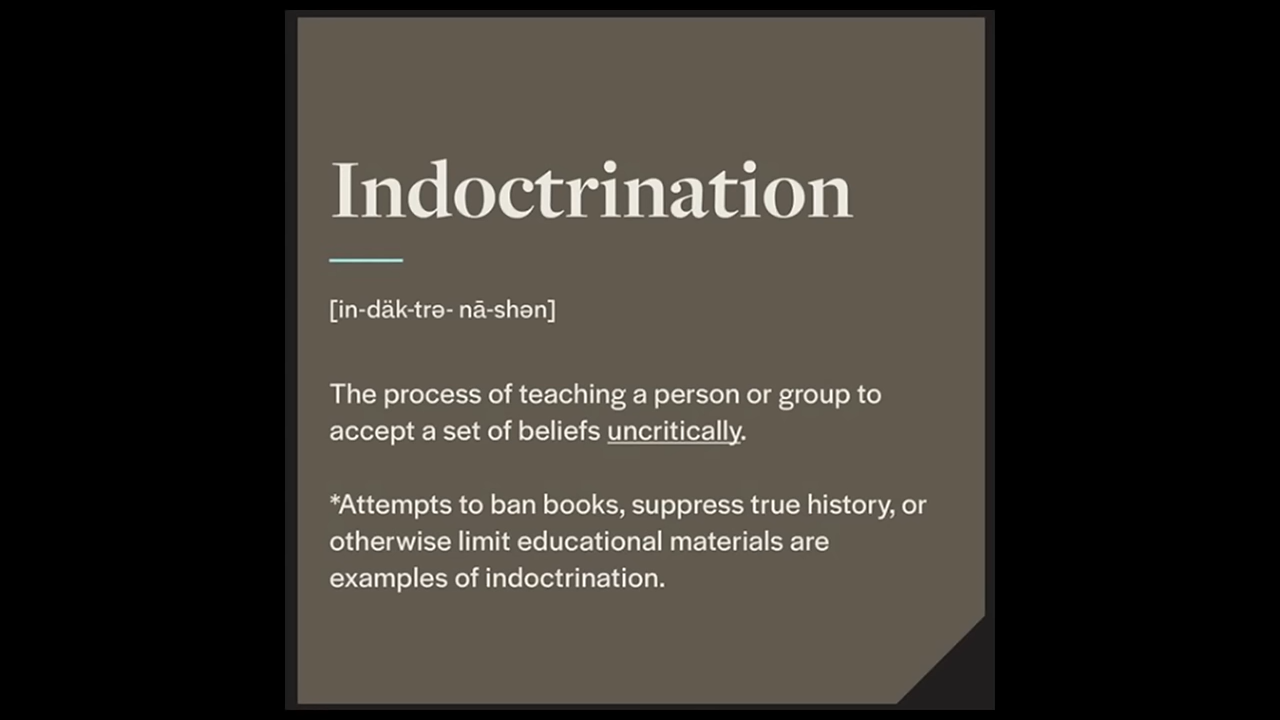 Indoctrination
[in-däk-trə- nā-shən]
The process of teaching a person or group to
accept a set of beliefs uncritically.
*Attempts to ban books, suppress true history, or
otherwise limit educational materials are
examples of indoctrination.